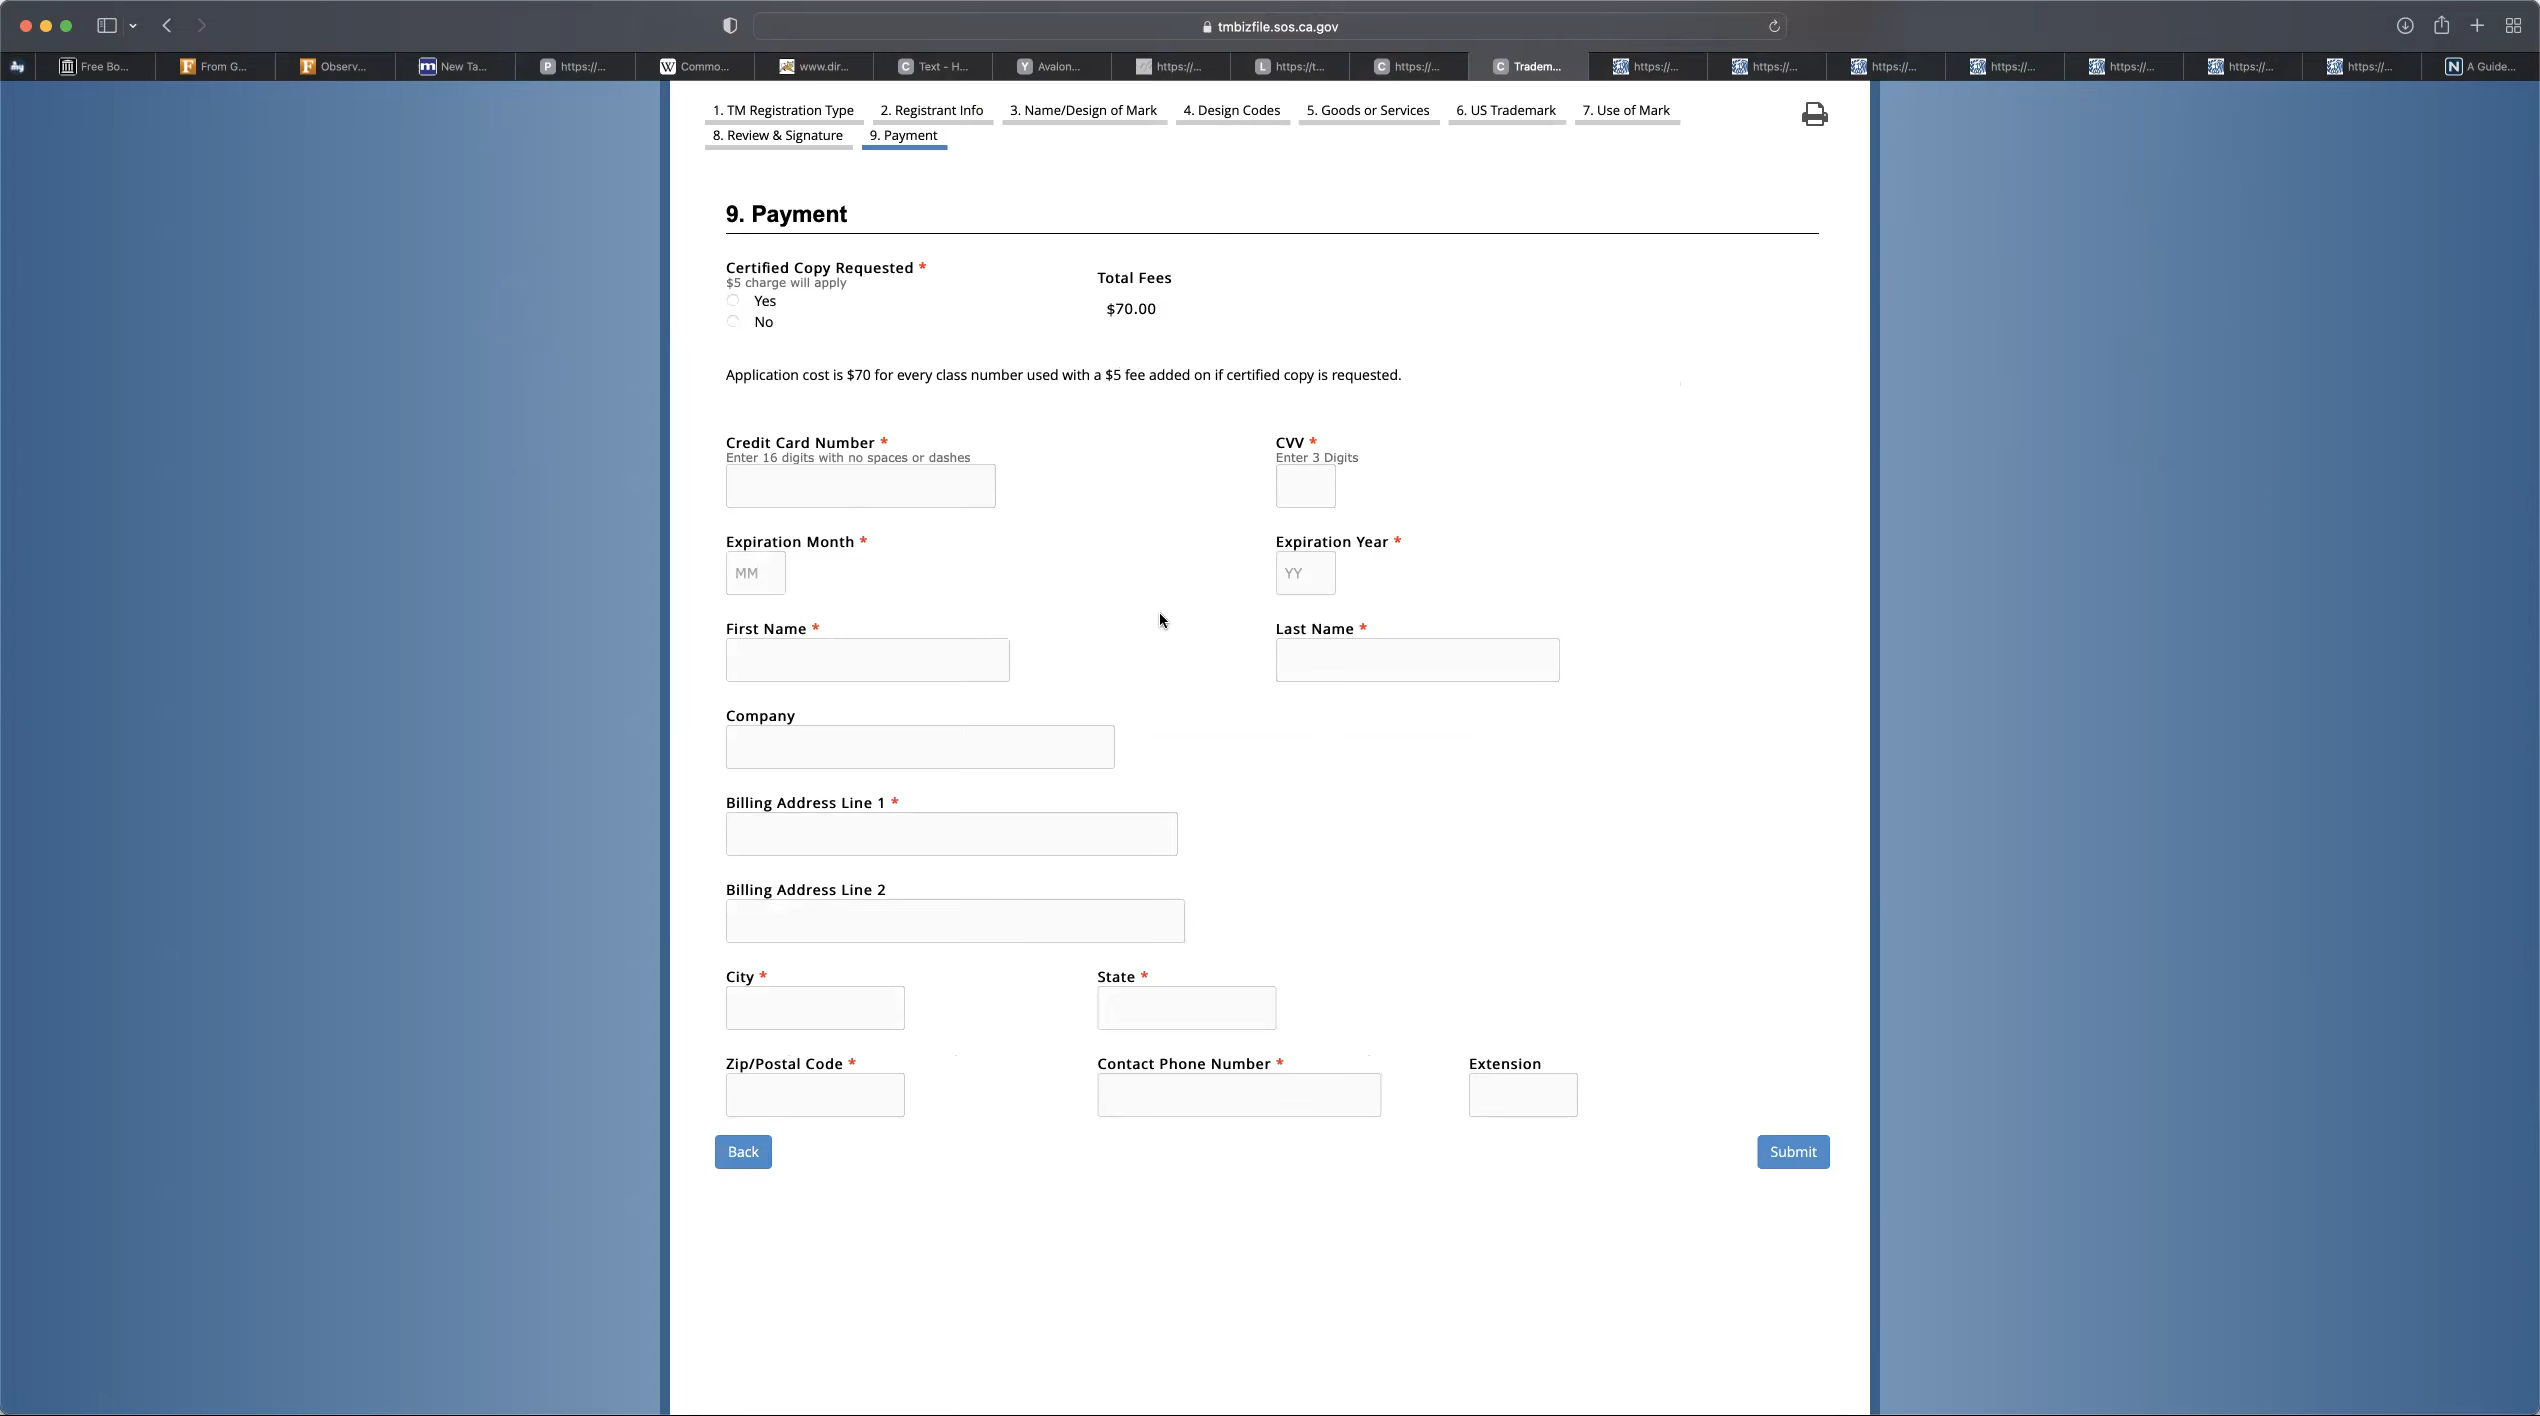 tmbizfile.sos.ca.gov
Free Bo...
From G...
Observ...
New Ta...
https://...
Commo...
www.dir...
Text - H...
Avalon...
https://...
https://t...
https://...
Tradem...
https://...
https://...
https://...
https://...
https://...
https://...
https://...
A Guide...
1. TM Registration Type 2. Registrant Info 3. Name/Design of Mark 4. Design Codes 5. Goods or Services 6. US Trademark 7. Use of Mark
8. Review & Signature 9. Payment
9. Payment
Certified Copy Requested *
$5 charge will apply
Yes
No
Total Fees
$70.00
Application cost is $70 for every class number used with a $5 fee added on if certified copy is requested.
Credit Card Number *
Enter 16 digits with no spaces or dashes
CVV *
Enter 3 Digits
Expiration Month *
MM
Expiration Year *
YY
First Name *
Last Name *
Company
Billing Address Line 1 *
Billing Address Line 2
City *
State *
Zip/Postal Code *
Contact Phone Number *
Extension
Back
Submit